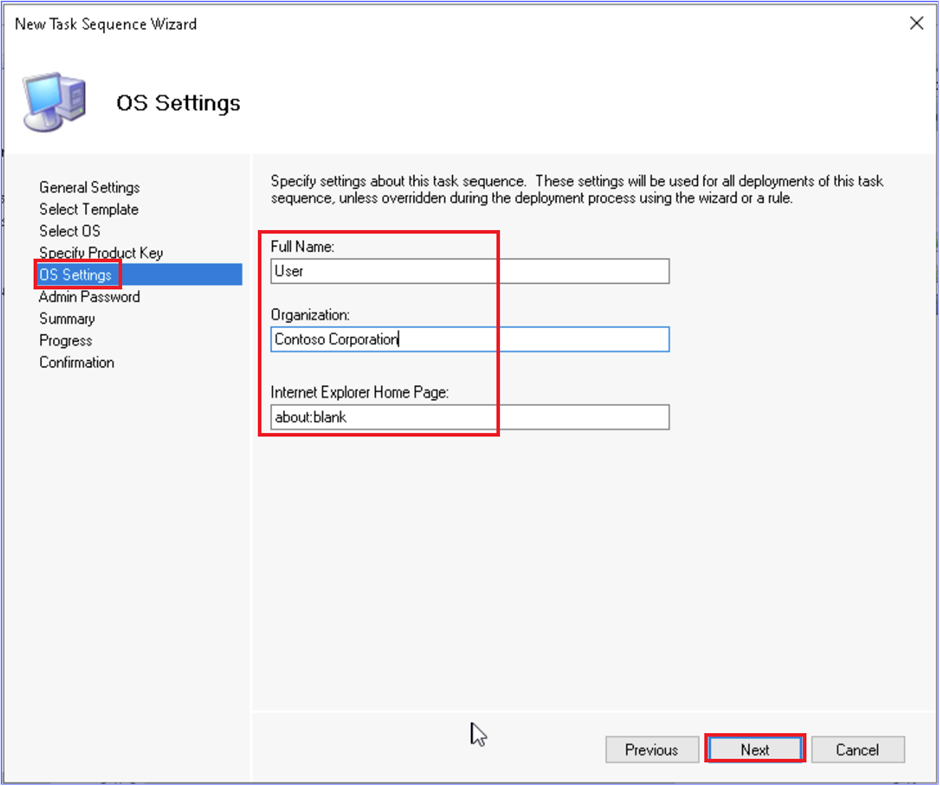 New Task Sequence Wizard
OS Settings
General Settings
Select Template
Select OS
Specify Product Key
OS Settings
Admin Password
Summary
Progress
Confirmation
Specify settings about this task sequence.  These settings will be used for all deployments of this task
sequence, unless overridden during the deployment process using the wizard or a rule.
Full Name:
User
Organization:
Contoso Corporation
Internet Explorer Home Page:
about:blank
Previous
Next
Cancel